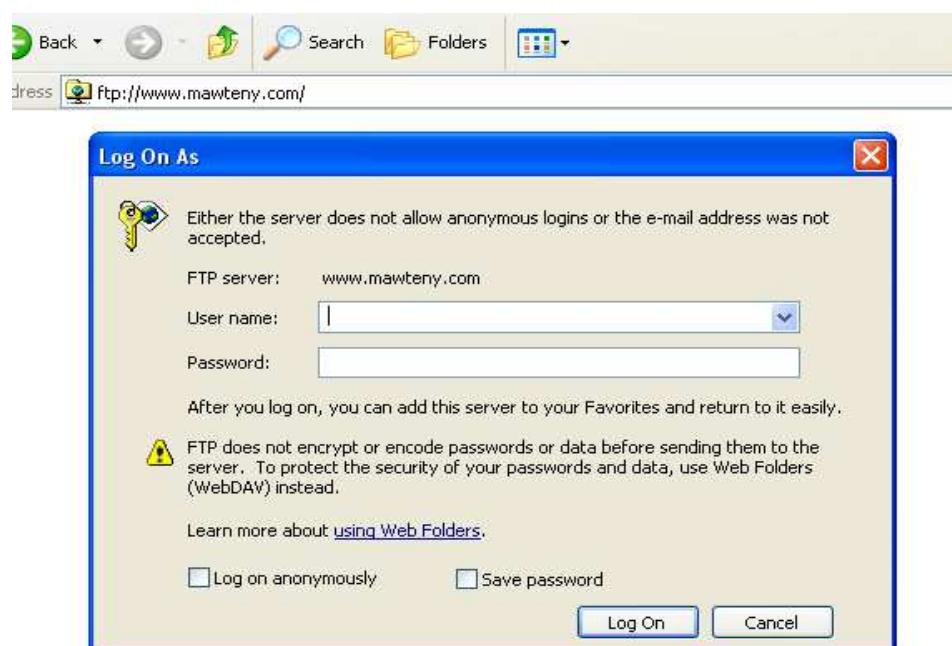 Back Search Folders
dress ftp://www.mawteny.com/
Log On As
Either the server does not allow anonymous logins or the e-mail address was not
accepted.
FTP server: www.mawteny.com
User name:
Password:
After you log on, you can add this server to your Favorites and return to it easily.
FTP does not encrypt or encode passwords or data before sending them to the
server. To protect the security of your passwords and data, use Web Folders
(WebDAV) instead.
Learn more about using Web Folders.
Log on anonymously Save password
Log On Cancel